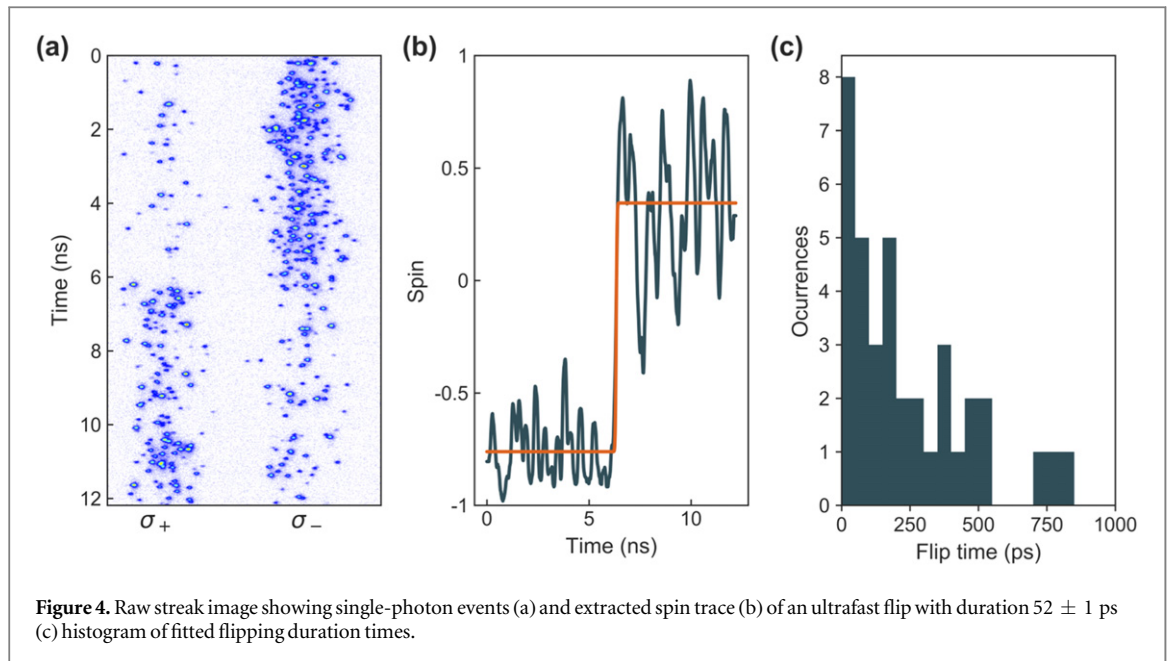 (a)
0
2
4
6
8
10
12
Time (ns)
σ+
σ−
(b)
1
0.5
0
-0.5
-1
Spin
0
5
10
Time (ns)
(c)
8
7
6
5
4
3
2
1
0
Ocurrences
0
250
500
750
1000
Flip time (ps)
Figure 4. Raw streak image showing single-photon events (a) and extracted spin trace (b) of an ultrafast flip with duration 52 ± 1 ps
(c) histogram of fitted flipping duration times.